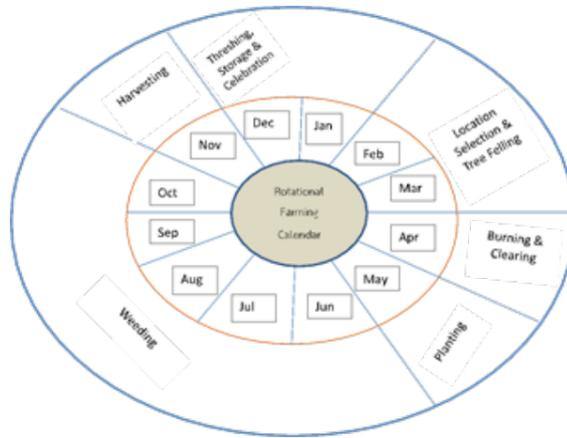 Threshing,
Storage &
Celebration
Harvesting
Location
Selection &
Tree Felling
Burning &
Clearing
Planting
Weeding
Dec
Jan
Nov
Feb
Oct
Mar
Sep
Apr
Aug
May
Jul
Jun
Rotational
Farming
Calendar